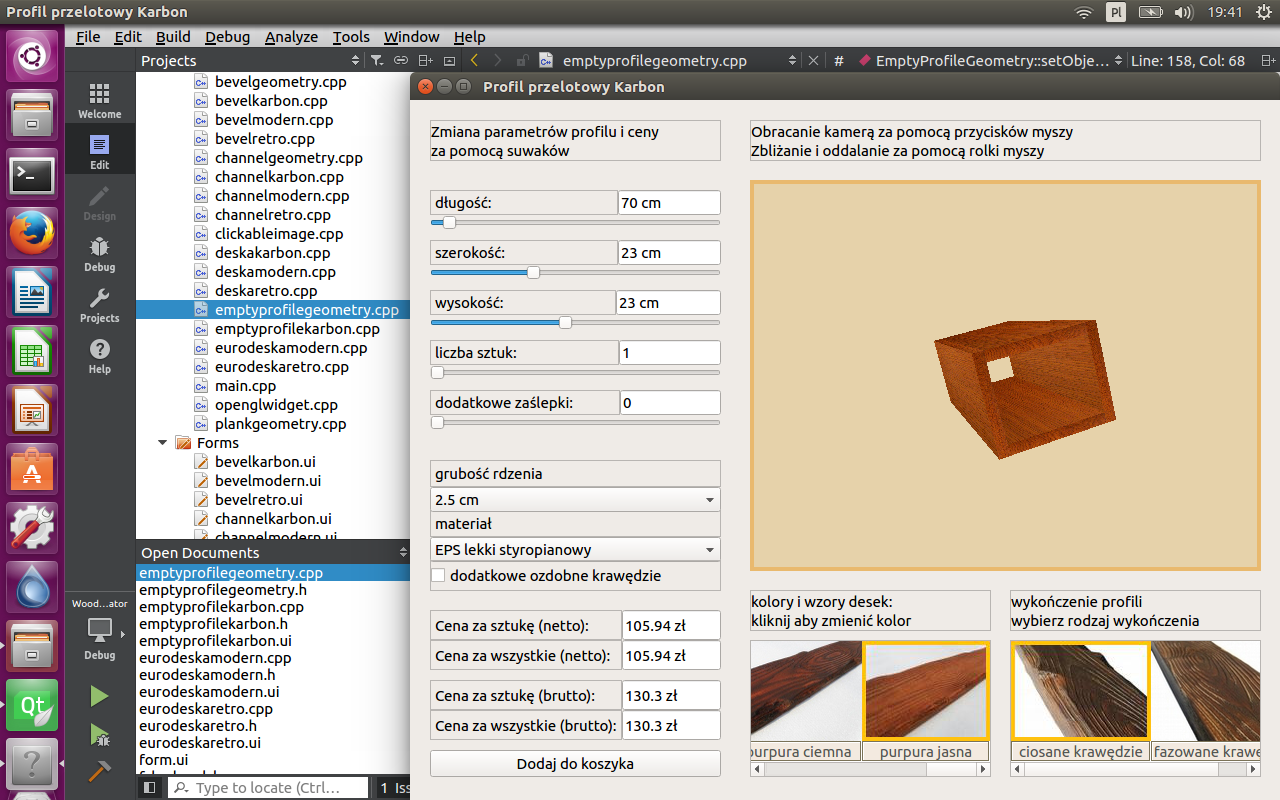 Profil przelotowy Karbon
Pl
19:41
File Edit Build Debug Analyze Tools Window Help
Projects
emptyprofilegeometry.cpp
#
EmptyProfileGeometry::setObje...
Line: 158, Col: 68
Welcome
Edit
Design
Debug
Projects
Help
Wood...ator
Debug
bevelgeometry.cpp
bevelkarbon.cpp
bevelmodern.cpp
bevelretro.cpp
channelgeometry.cpp
channelkarbon.cpp
channelmodern.cpp
channelretro.cpp
clickableimage.cpp
deskakarbon.cpp
deskamodern.cpp
deskaretro.cpp
emptyprofilegeometry.cpp
emptyprofilekarbon.cpp
eurodeskamodern.cpp
eurodeskaretro.cpp
main.cpp
openglwidget.cpp
plankgeometry.cpp
Forms
bevelkarbon.ui
bevelmodern.ui
bevelretro.ui
channelkarbon.ui
channelmodern.ui
Open Documents
emptyprofilegeometry.cpp
emptyprofilegeometry.h
emptyprofilekarbon.cpp
emptyprofilekarbon.h
emptyprofilekarbon.ui
eurodeskamodern.cpp
eurodeskamodern.h
eurodeskamodern.ui
eurodeskaretro.cpp
eurodeskaretro.h
eurodeskaretro.ui
form.ui
Type to locate (Ctrl...
1 Iss
Profil przelotowy Karbon
Zmiana parametrów profilu i ceny
za pomocą suwaków
długość: 70 cm
szerokość: 23 cm
wysokość: 23 cm
liczba sztuk: 1
dodatkowe zaślepki: 0
grubość rdzenia
2.5 cm
materiał
EPS lekki styropianowy
dodatkowe ozdobne krawędzie
Cena za sztukę (netto): 105.94 zł
Cena za wszystkie (netto): 105.94 zł
Cena za sztukę (brutto): 130.3 zł
Cena za wszystkie (brutto): 130.3 zł
Dodaj do koszyka
Obracanie kamerą za pomocą przycisków myszy
Zbliżanie i oddalanie za pomocą rolki myszy
kolory i wzory desek:
kliknij aby zmienić kolor
purpura ciemna
purpura jasna
wykończenie profili
wybierz rodzaj wykończenia
ciosane krawędzie
fazowane krawę
Qt